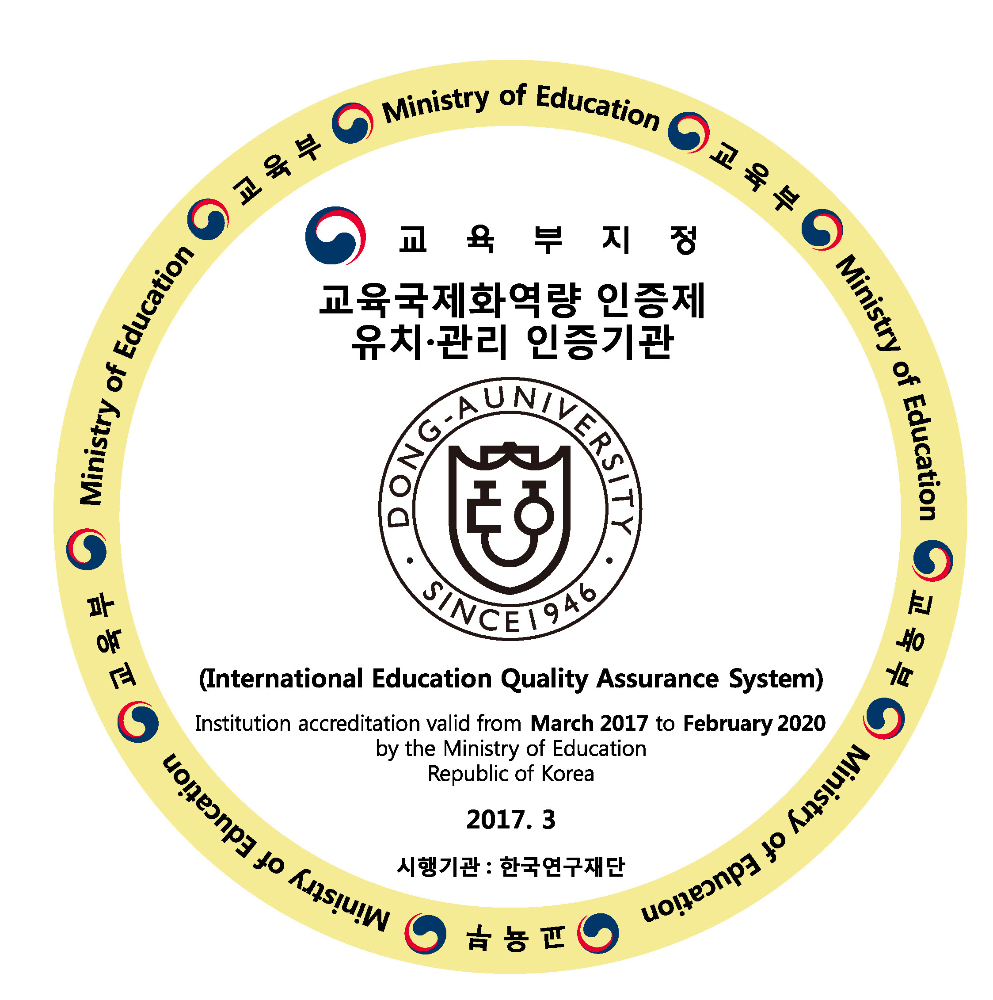 Ministry of Education
교육부
Ministry of Education
교육부
Ministry of Education
교육부
Ministry of Education
교육부
Ministry of Education
교육부
교육부지정
교육국제화역량 인증제
유치·관리 인증기관
DONG-A UNIVERSITY
· SINCE 1946 ·
(International Education Quality Assurance System)
Institution accreditation valid from March 2017 to February 2020
by the Ministry of Education
Republic of Korea
2017. 3
시행기관 : 한국연구재단